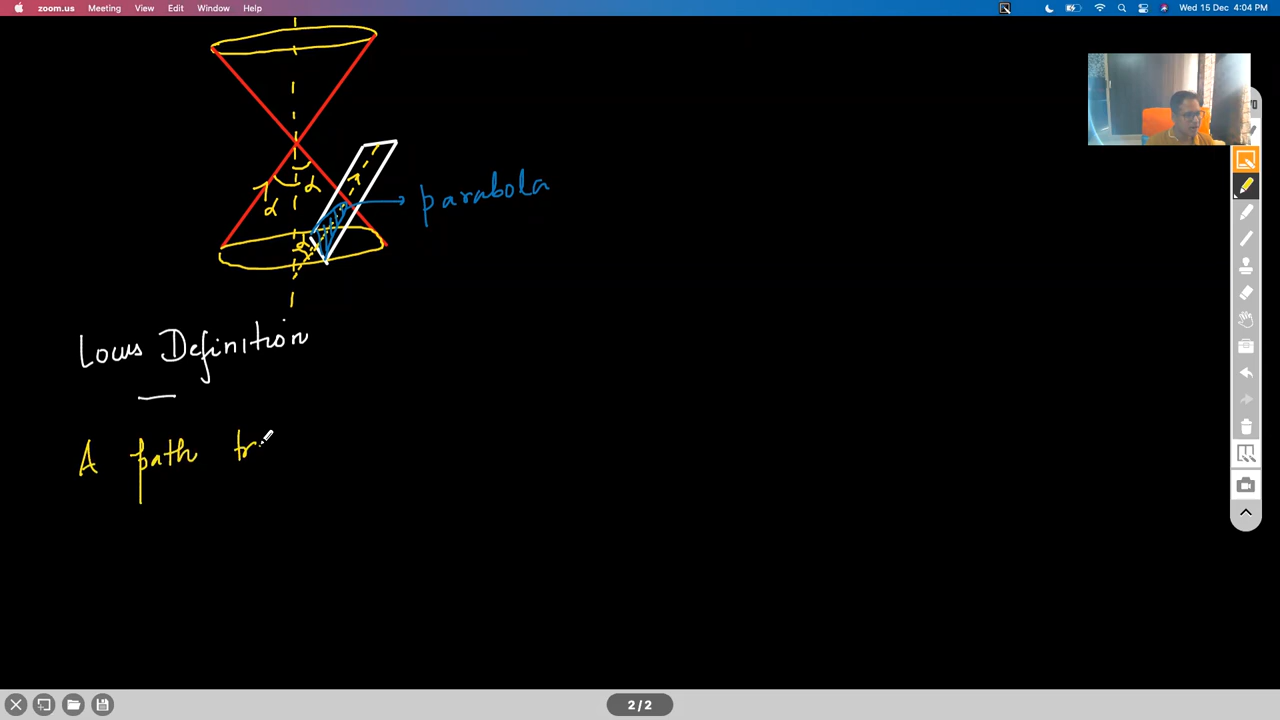 zoom.us Meeting View Edit Window Help Wed 15 Dec 4:04 PM
α α
parabola
α
Locus Definition
A path tr
2/2